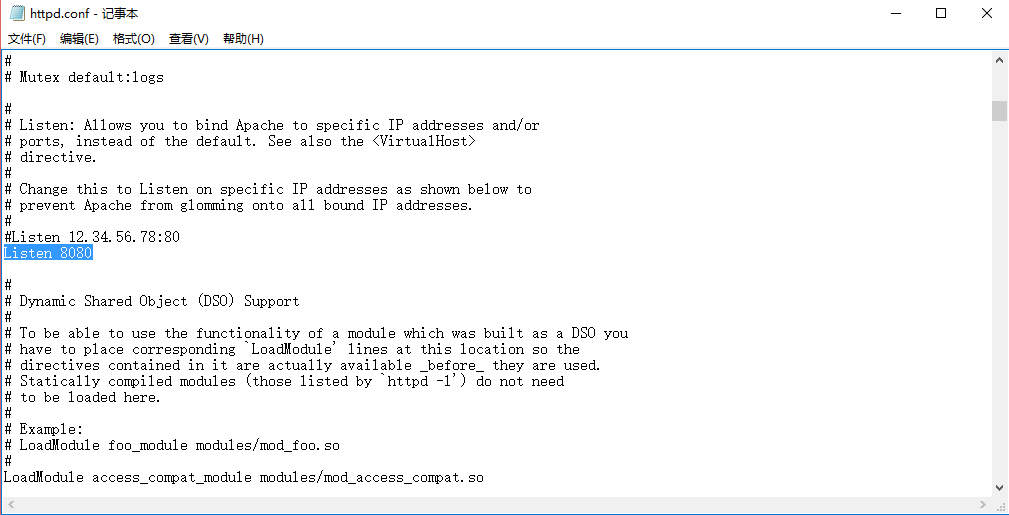 httpd.conf - 记事本
文件(F) 编辑(E) 格式(O) 查看(V) 帮助(H)
#
# Mutex default:logs
#
# Listen: Allows you to bind Apache to specific IP addresses and/or
# ports, instead of the default. See also the <VirtualHost>
# directive.
#
# Change this to Listen on specific IP addresses as shown below to
# prevent Apache from glomming onto all bound IP addresses.
#
#Listen 12.34.56.78:80
Listen 8080
#
# Dynamic Shared Object (DSO) Support
#
# To be able to use the functionality of a module which was built as a DSO you
# have to place corresponding `LoadModule' lines at this location so the
# directives contained in it are actually available _before_ they are used.
# Statically compiled modules (those listed by `httpd -l') do not need
# to be loaded here.
#
# Example:
# LoadModule foo_module modules/mod_foo.so
#
LoadModule access_compat_module modules/mod_access_compat.so